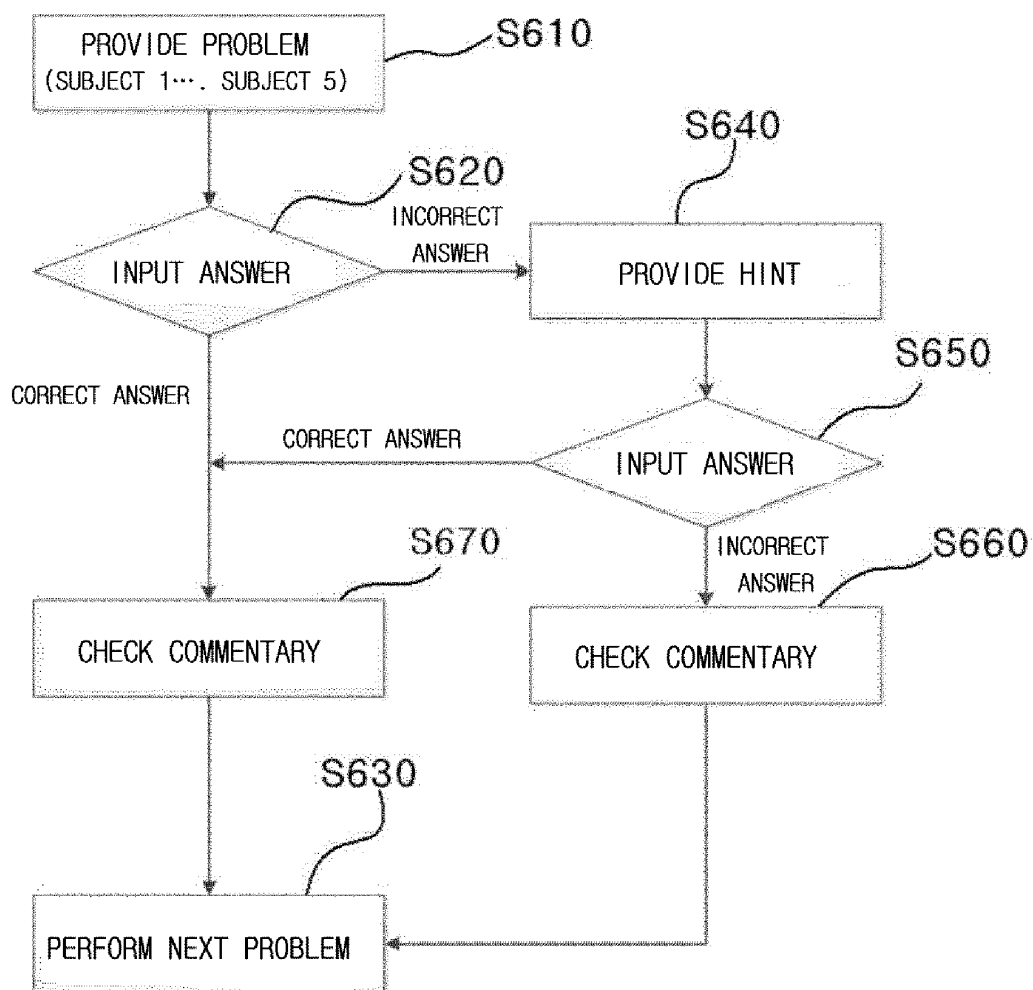 PROVIDE PROBLEM
(SUBJECT 1···. SUBJECT 5)
S610
S620
INCORRECT
ANSWER
INPUT ANSWER
S640
PROVIDE HINT
CORRECT ANSWER
S650
CORRECT ANSWER
INPUT ANSWER
S670
INCORRECT
ANSWER
S660
CHECK COMMENTARY
CHECK COMMENTARY
S630
PERFORM NEXT PROBLEM